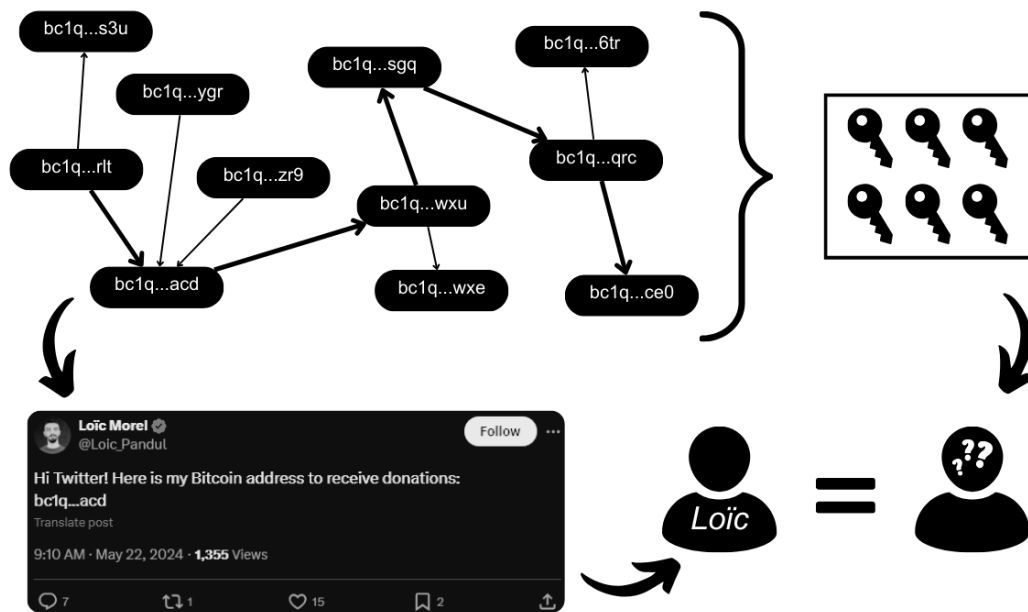 bc1q...s3u
bc1q...ygr
bc1q...rlt
bc1q...zr9
bc1q...acd
bc1q...sgq
bc1q...wxu
bc1q...wxe
bc1q...6tr
bc1q...qrc
bc1q...ce0
Loïc Morel
@Loic_Pandul
Follow
Hi Twitter! Here is my Bitcoin address to receive donations:
bc1q...acd
Translate post
9:10 AM · May 22, 2024 · 1,355 Views
7 1 15 2
Loïc
=
???